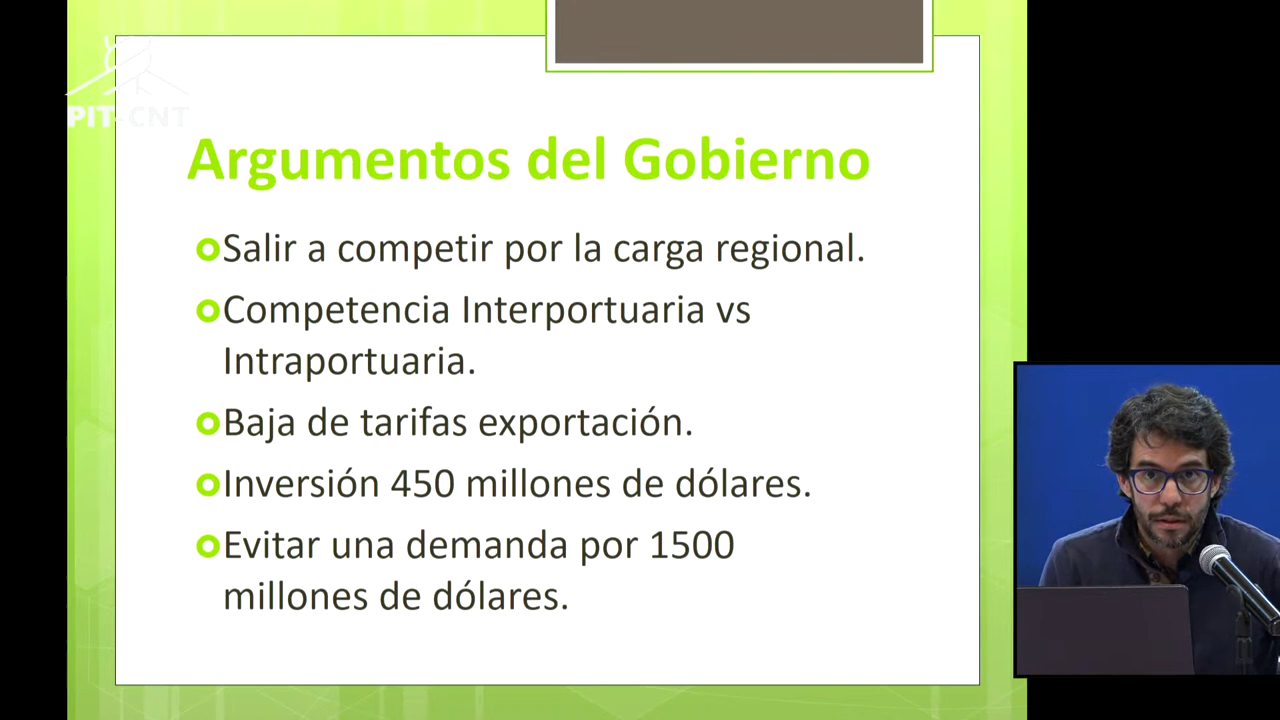 PIT-CNT
Argumentos del Gobierno
Salir a competir por la carga regional.
Competencia Interportuaria vs
Intraportuaria.
Baja de tarifas exportación.
Inversión 450 millones de dólares.
Evitar una demanda por 1500
millones de dólares.